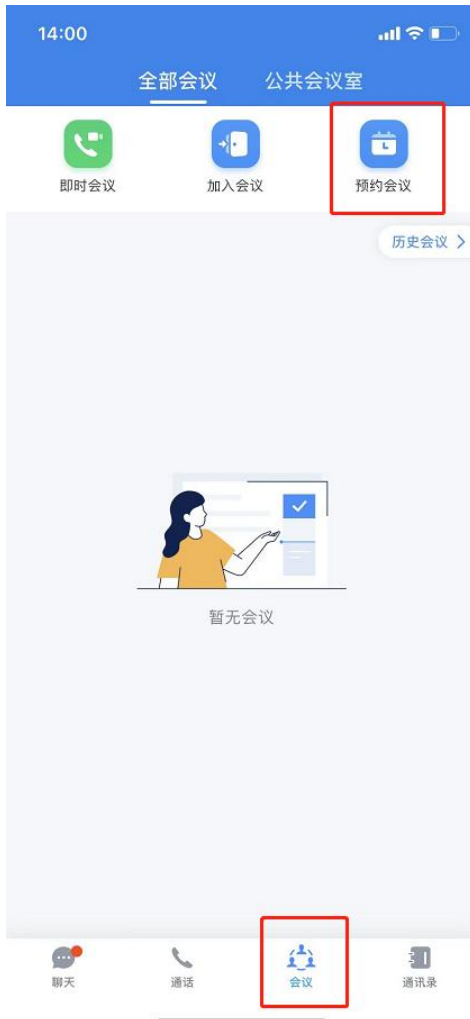 14:00
全部会议 公共会议室
即时会议 加入会议 预约会议
历史会议
暂无会议
聊天 通话 会议 通讯录